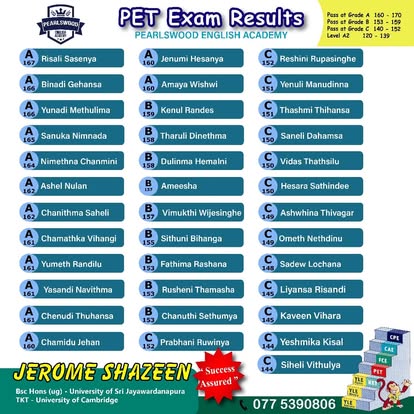 PEARLSWOOD
PET Exam Results
PEARLSWOOD ENGLISH ACADEMY
Pass at Grade A 160 - 170
Pass at Grade B 153 - 159
Pass at Grade C 140 - 152
Level A2 120 - 139
A 167 Risali Sasenya
A 166 Binadi Gehansa
A 166 Yunadi Methulima
A 165 Sanuka Nimnada
A 164 Nimethna Chanmini
A 162 Ashel Nulan
A 162 Chanithma Saheli
A 161 Chamathka Vihangi
A 161 Yumeth Randilu
A 161 Yasandi Navithma
A 161 Chenudi Thuhansa
A 160 Chamidu Jehan
A 160 Jenumi Hesanya
A 160 Amaya Wishwi
B 159 Kenul Randes
B 158 Tharuli Dinethma
B 158 Dulinma Hemalni
B 157 Ameesha
B 157 Vimukthi Wijesinghe
B 155 Sithuni Bihanga
B 155 Fathima Rashana
B 153 Rusheni Thamasha
B 153 Chanuthi Sethumya
C 152 Prabhani Ruwinya
C 152 Reshini Rupasinghe
C 151 Yenuli Manudinna
C 151 Thashmi Thihansa
C 150 Saneli Dahamsa
C 150 Vidas Thathsilu
C 150 Hesara Sathindee
C 149 Ashwhina Thivagar
C 149 Ometh Nethdinu
C 148 Sadew Lochana
C 145 Liyansa Risandi
C 145 Kaveen Vihara
C 144 Yeshmika Kisal
C 144 Siheli Vithulya
JEROME SHAZEEN
Bsc Hons (ug) - University of Sri Jayawardanapura
TKT - University of Cambridge
" Success
Assured "
077 5390806
CPE
CAE
FCE
PET
KET
YLE
YLE